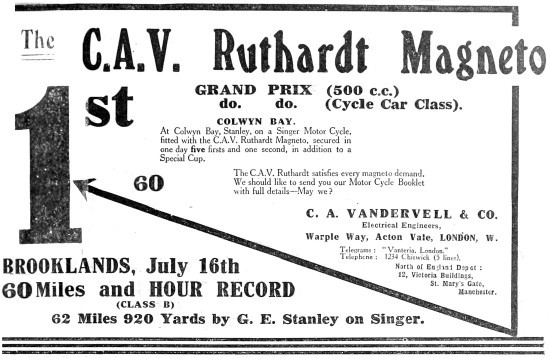 The C.A.V. Ruthardt Magneto
1st
GRAND PRIX (500 c.c.)
do. do. (Cycle Car Class).
COLWYN BAY.
At Colwyn Bay, Stanley, on a Singer Motor Cycle,
fitted with the C.A.V. Ruthardt Magneto, secured in
one day five firsts and one second, in addition to a
Special Cup.
60
The C.A.V. Ruthardt satisfies every magneto demand.
We should like to send you our Motor Cycle Booklet
with full details—May we?
C. A. VANDERVELL & CO.
Electrical Engineers,
Warple Way, Acton Vale, LONDON, W.
Telegrams: "Vanteria, London."
Telephone: 1234 Chiswick (5 lines).
North of England Depot:
12, Victoria Buildings,
St. Mary's Gate,
Manchester.
BROOKLANDS, July 16th
60 Miles and HOUR RECORD
(CLASS B)
62 Miles 920 Yards by G. E. Stanley on Singer.